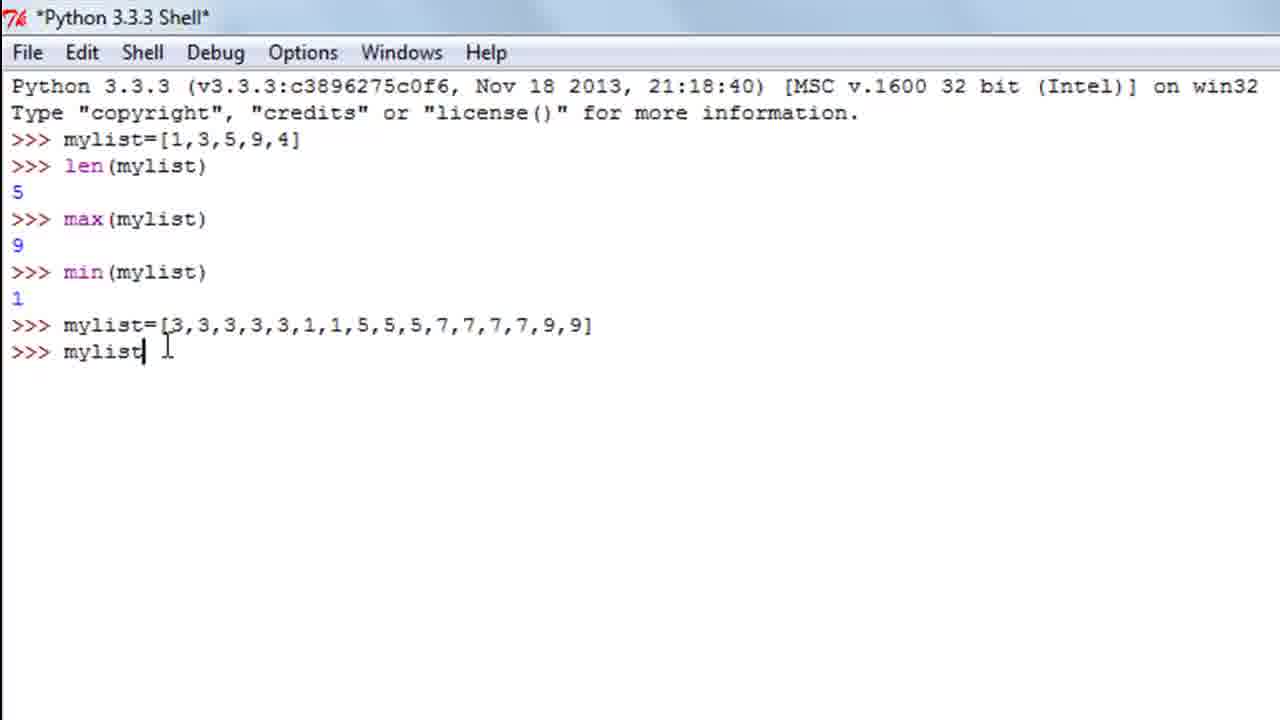 *Python 3.3.3 Shell*
File Edit Shell Debug Options Windows Help
Python 3.3.3 (v3.3.3:c3896275c0f6, Nov 18 2013, 21:18:40) [MSC v.1600 32 bit (Intel)] on win32
Type "copyright", "credits" or "license()" for more information.
>>> mylist=[1,3,5,9,4]
>>> len(mylist)
5
>>> max(mylist)
9
>>> min(mylist)
1
>>> mylist=[3,3,3,3,3,1,1,5,5,5,7,7,7,7,9,9]
>>> mylist